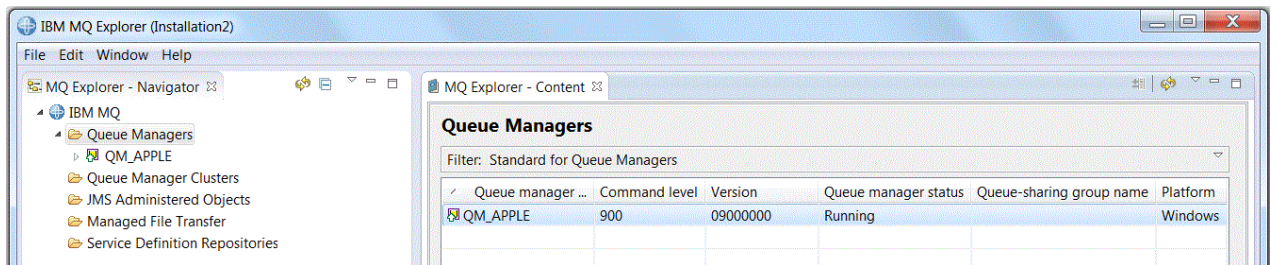 IBM MQ Explorer (Installation2)
File Edit Window Help
MQ Explorer - Navigator
IBM MQ
Queue Managers
QM_APPLE
Queue Manager Clusters
JMS Administered Objects
Managed File Transfer
Service Definition Repositories
MQ Explorer - Content
Queue Managers
Filter: Standard for Queue Managers
Queue manager ... Command level Version Queue manager status Queue-sharing group name Platform
QM_APPLE 900 09000000 Running Windows